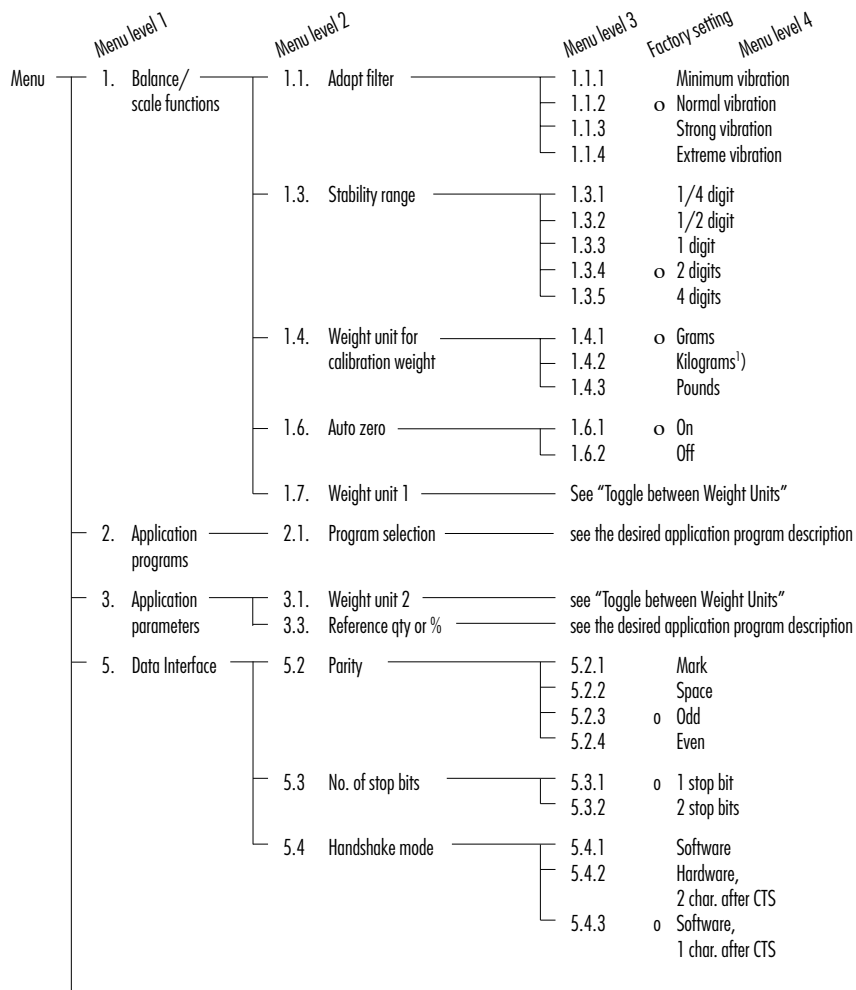 Menu level 1 Menu level 2 Menu level 3 Factory setting Menu level 4
Menu 1. Balance/ 1.1. Adapt filter 1.1.1 Minimum vibration
scale functions 1.1.2 o Normal vibration
1.1.3 Strong vibration
1.1.4 Extreme vibration
1.3. Stability range 1.3.1 1/4 digit
1.3.2 1/2 digit
1.3.3 1 digit
1.3.4 o 2 digits
1.3.5 4 digits
1.4. Weight unit for 1.4.1 o Grams
calibration weight 1.4.2 Kilograms¹)
1.4.3 Pounds
1.6. Auto zero 1.6.1 o On
1.6.2 Off
1.7. Weight unit 1 See “Toggle between Weight Units”
2. Application 2.1. Program selection see the desired application program description
programs
3. Application 3.1. Weight unit 2 see “Toggle between Weight Units”
parameters 3.3. Reference qty or % see the desired application program description
5. Data Interface 5.2 Parity 5.2.1 Mark
5.2.2 Space
5.2.3 o Odd
5.2.4 Even
5.3 No. of stop bits 5.3.1 o 1 stop bit
5.3.2 2 stop bits
5.4 Handshake mode 5.4.1 Software
5.4.2 Hardware,
2 char. after CTS
5.4.3 o Software,
1 char. after CTS